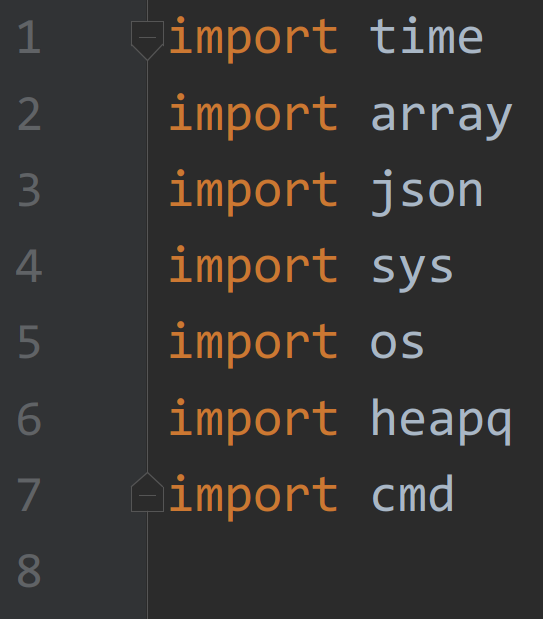 1 import time
2 import array
3 import json
4 import sys
5 import os
6 import heapq
7 import cmd
8